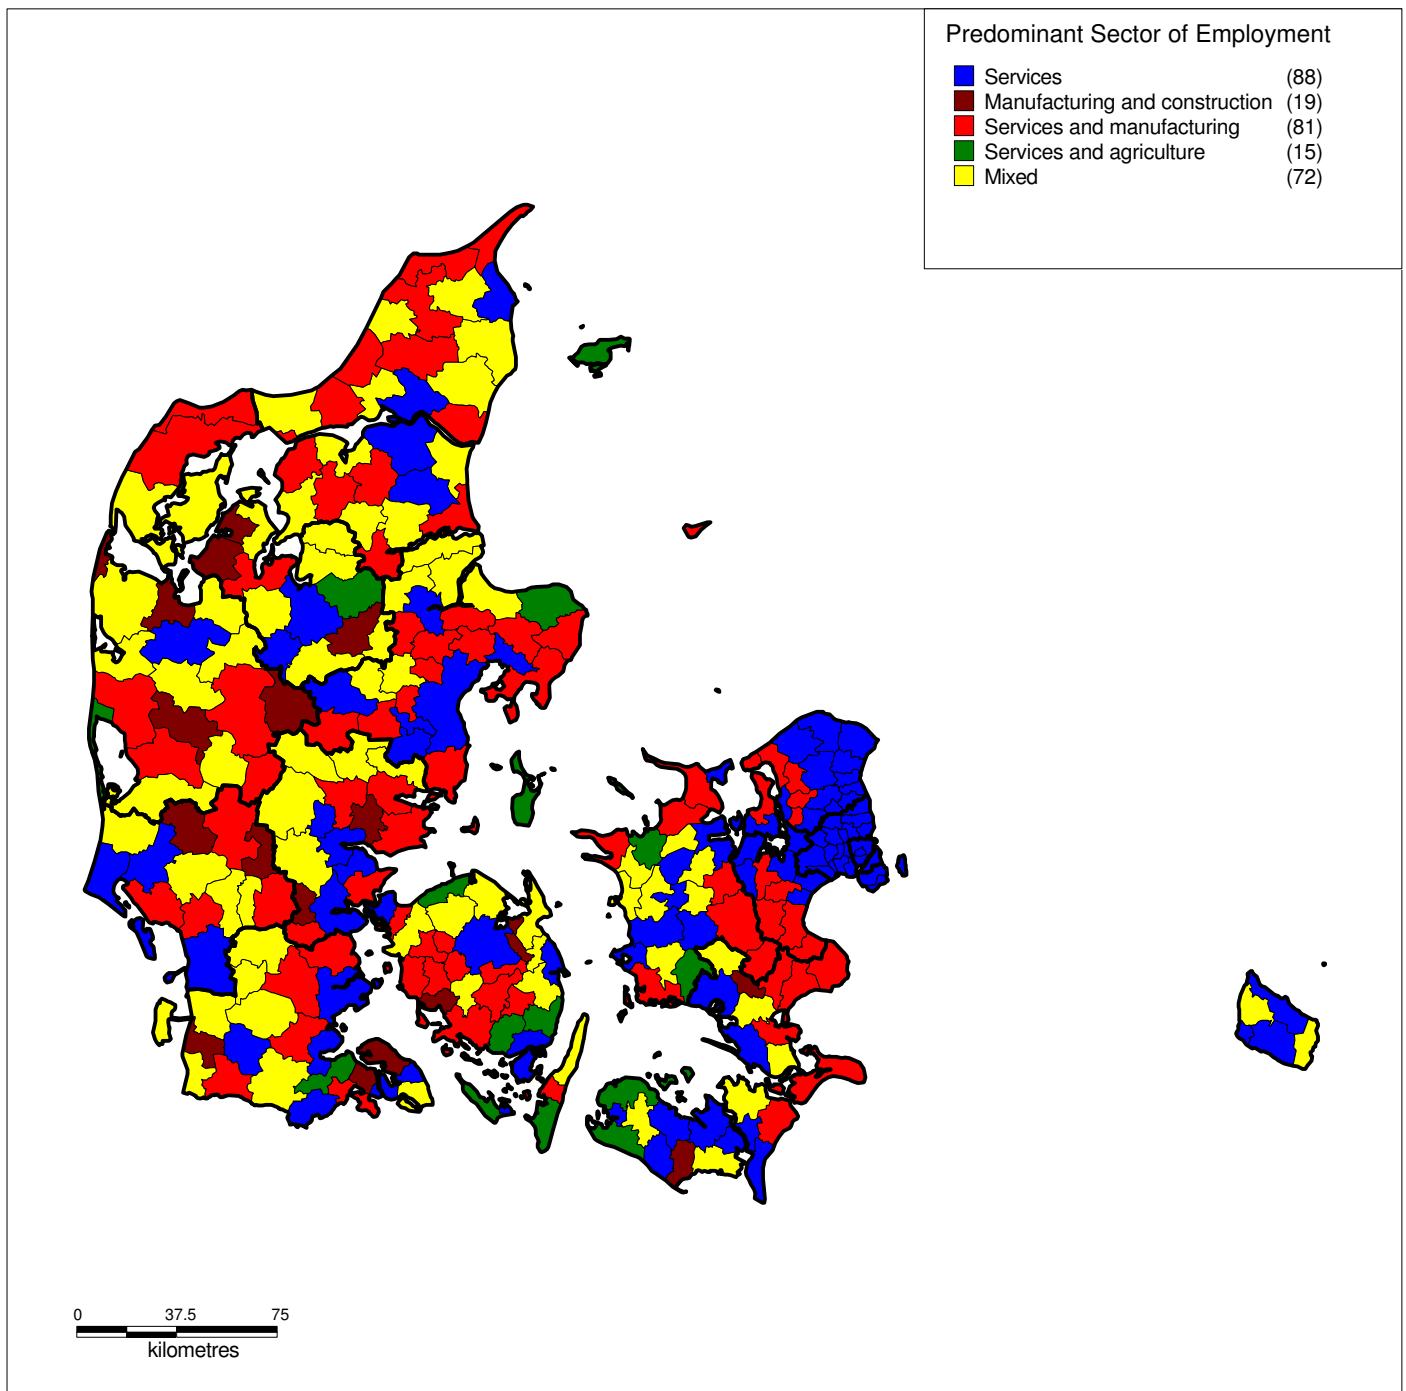 Predominant Sector of Employment
Services (88)
Manufacturing and construction (19)
Services and manufacturing (81)
Services and agriculture (15)
Mixed (72)
0 37.5 75
kilometres